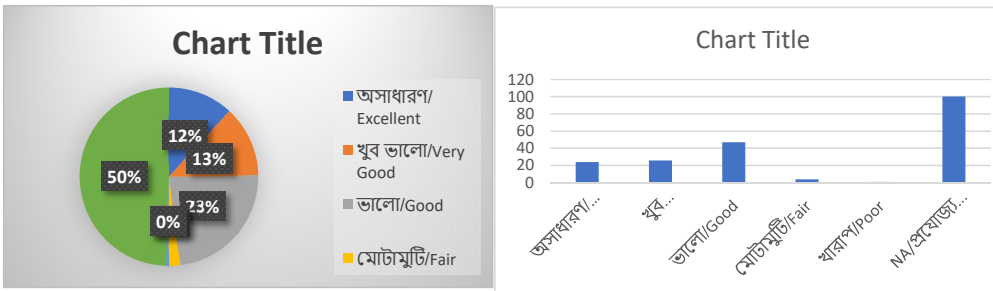 Chart Title
12%
13%
23%
0%
50%
অসাধারণ/
Excellent
খুব ভালো/Very
Good
ভালো/Good
মোটামুটি/Fair
Chart Title
120
100
80
60
40
20
0
অসাধারণ/...
খুব...
ভালো/Good
মোটামুটি/Fair
খারাপ/Poor
NA/প্রযোজ্য...